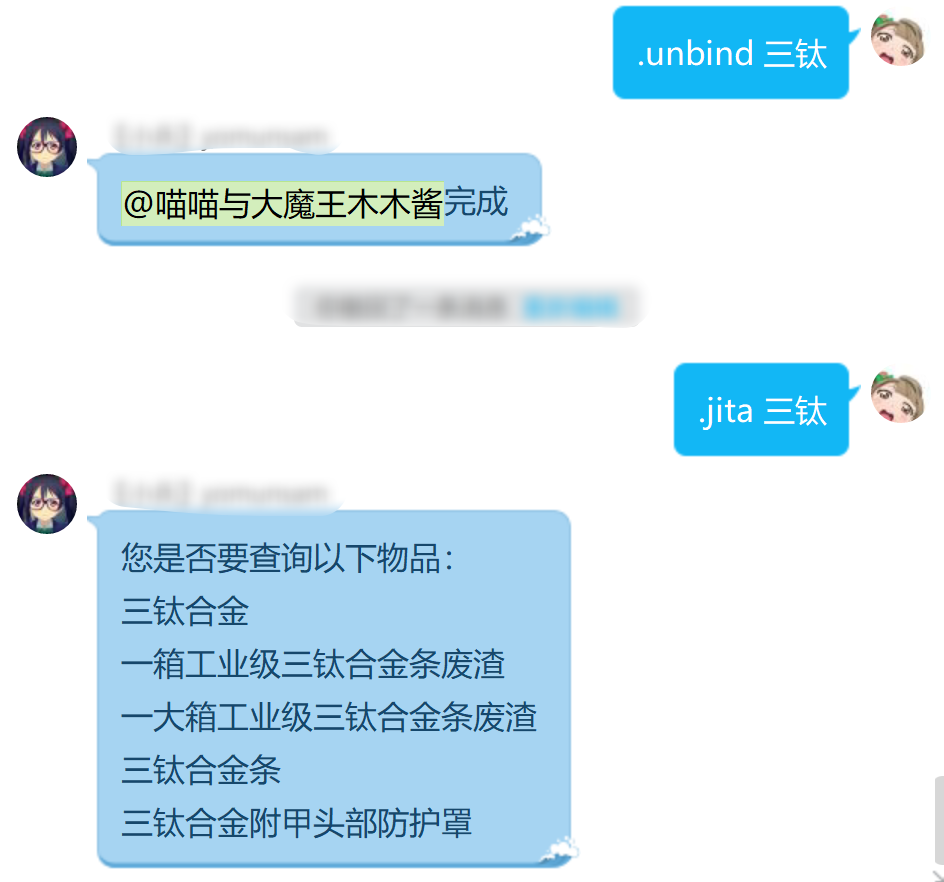 .unbind 三钛
@喵喵与大魔王木木酱完成
.jita 三钛
您是否要查询以下物品：
三钛合金
一箱工业级三钛合金条废渣
一大箱工业级三钛合金条废渣
三钛合金条
三钛合金附甲头部防护罩